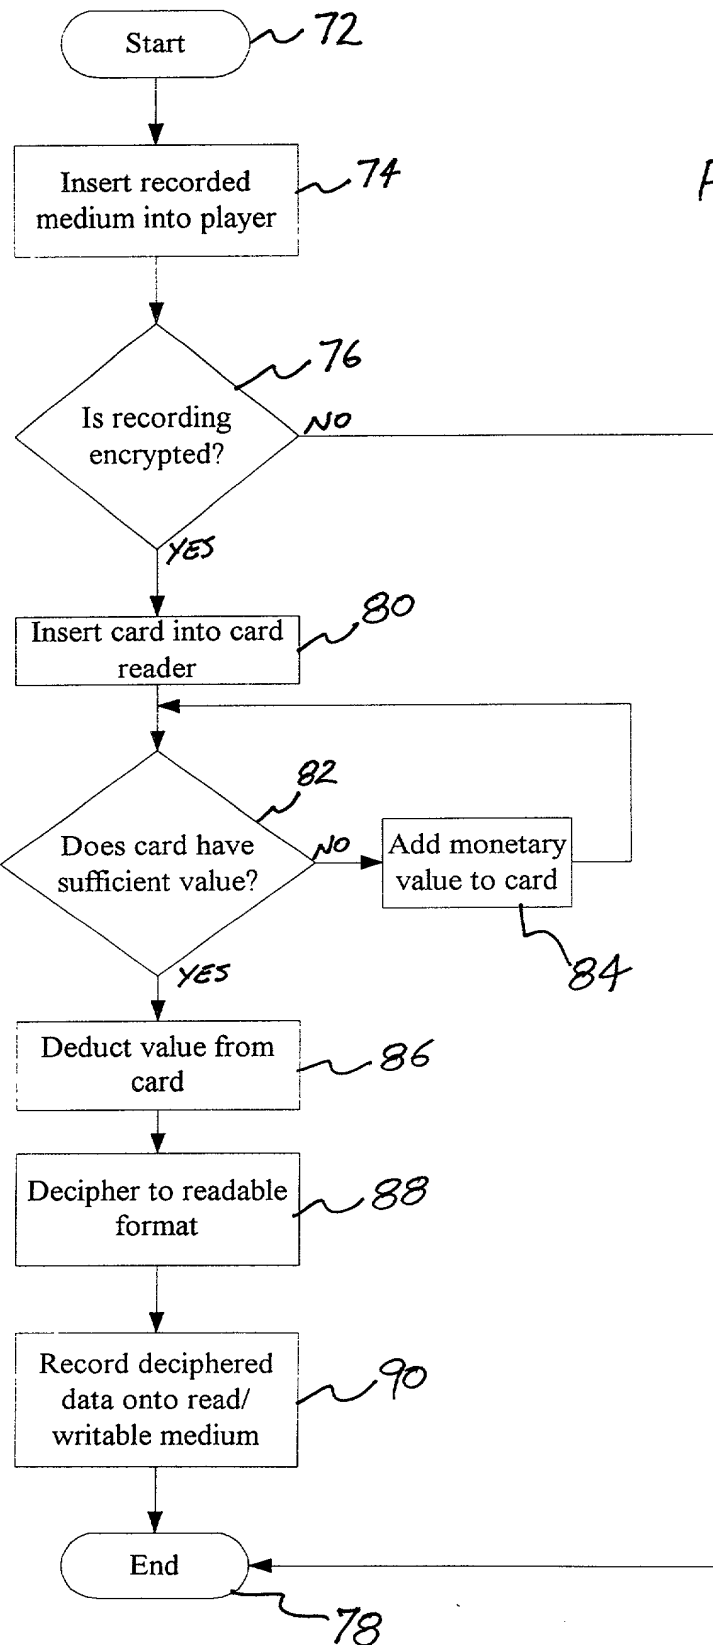 Start
72
Insert recorded
medium into player
74
Is recording
encrypted?
76
NO
YES
Insert card into card
reader
80
Does card have
sufficient value?
82
NO
Add monetary
value to card
84
YES
Deduct value from
card
86
Decipher to readable
format
88
Record deciphered
data onto read/
writable medium
90
End
78